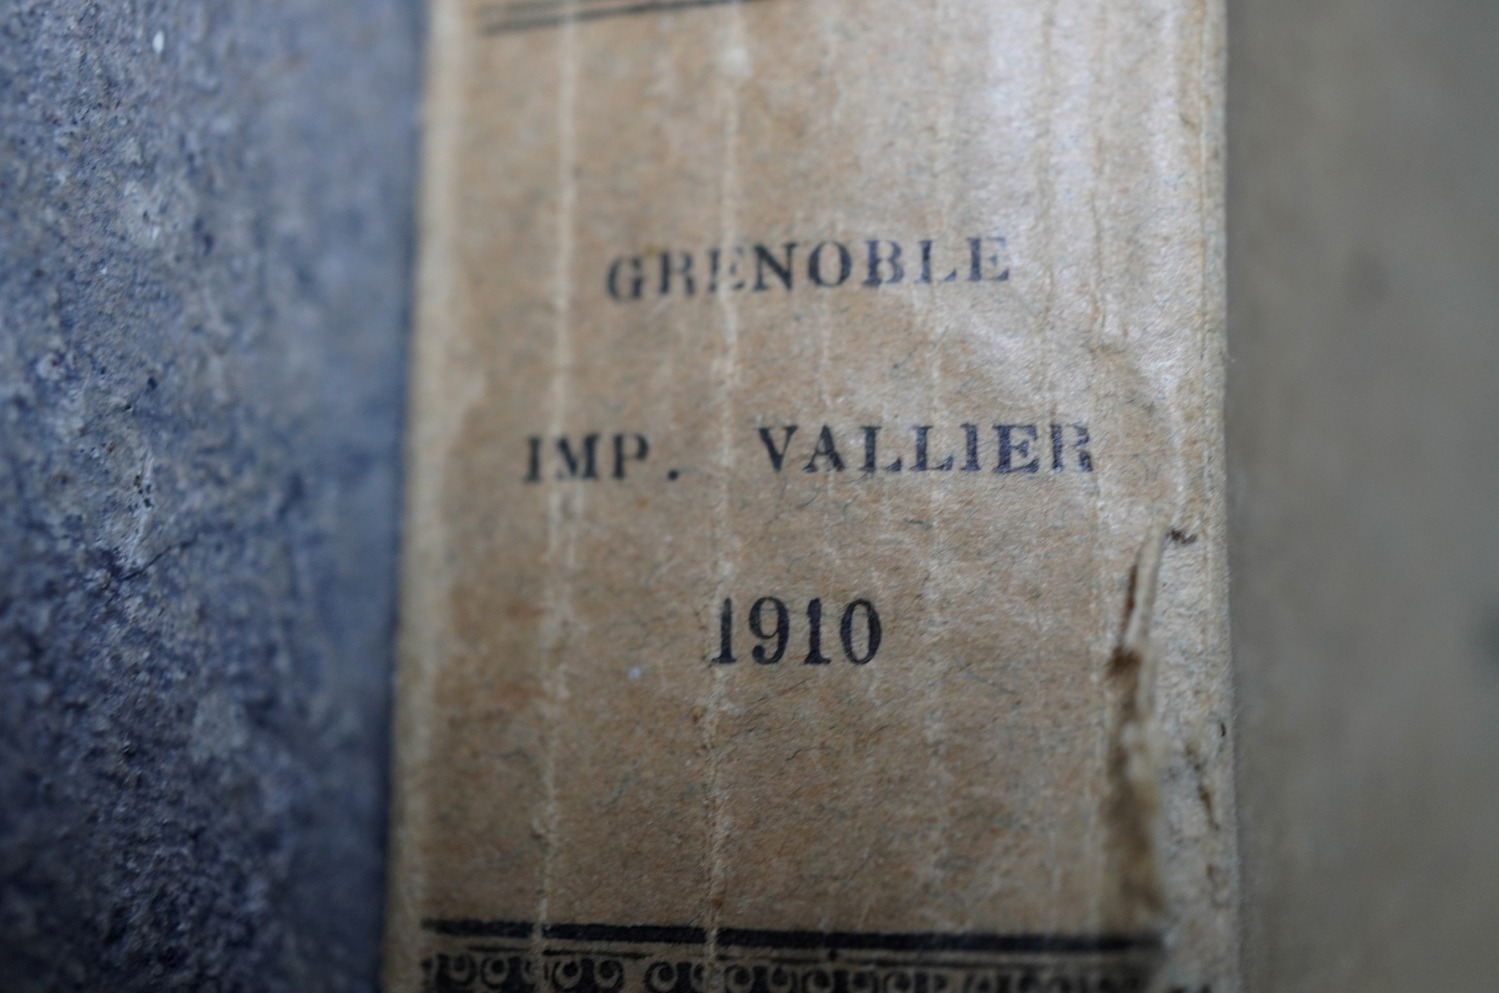 GRENOBLE
IMP. VALLIER
1910